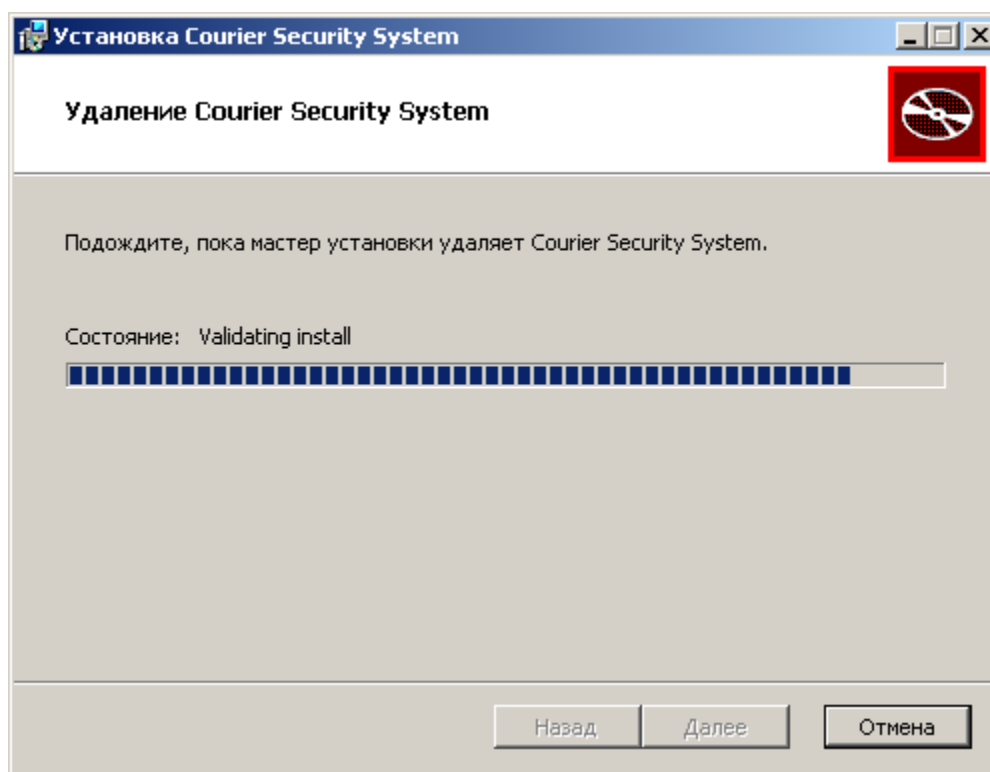 Установка Courier Security System
Удаление Courier Security System
Подождите, пока мастер установки удаляет Courier Security System.
Состояние: Validating install
Назад Далее Отмена